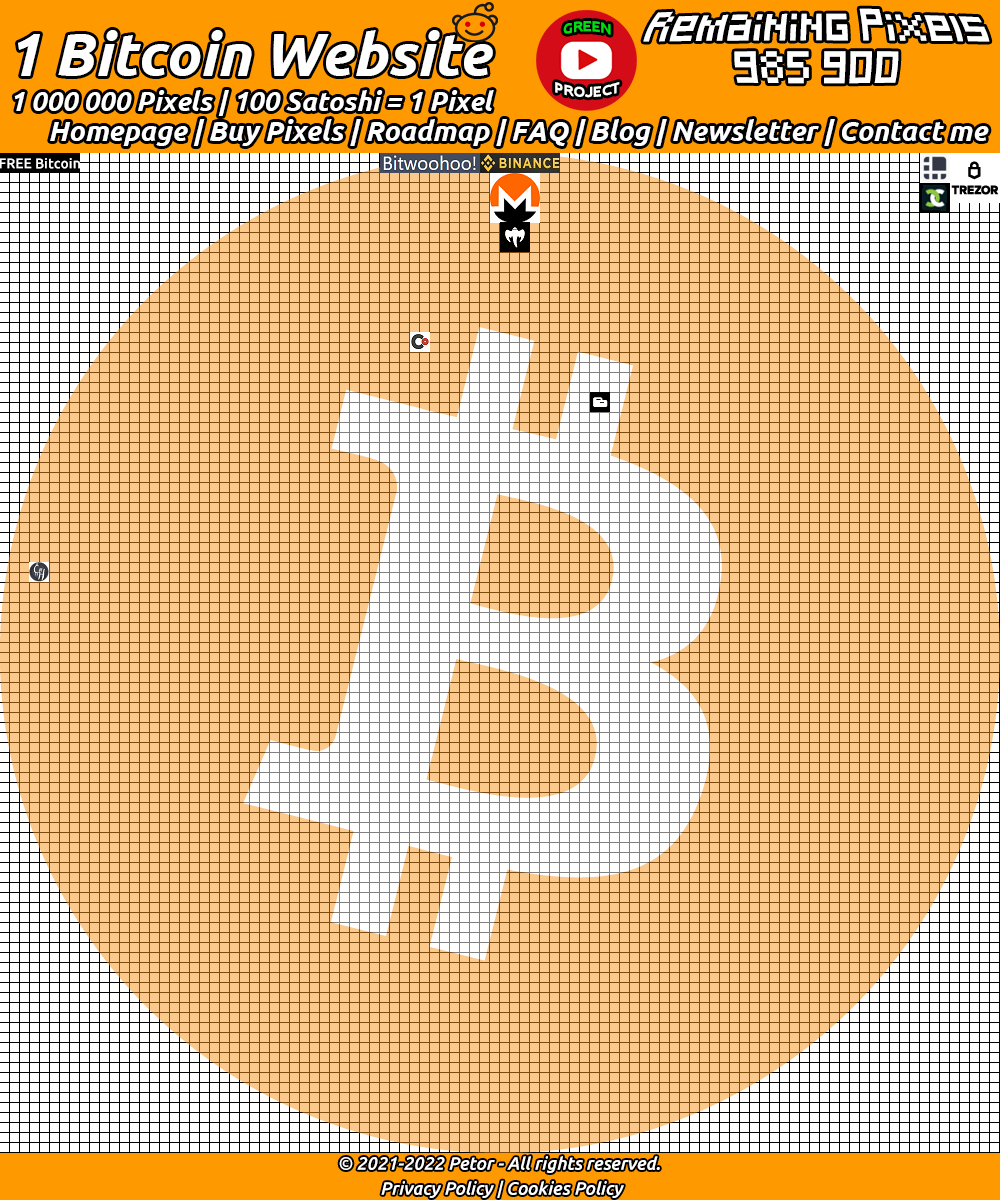 1 Bitcoin Website
1 000 000 Pixels | 100 Satoshi = 1 Pixel
GREEN
PROJECT
Remaining Pixels
985 900
Homepage | Buy Pixels | Roadmap | FAQ | Blog | Newsletter | Contact me
FREE Bitcoin
Bitwoohoo!
BINANCE
TREZOR
© 2021-2022 Petor - All rights reserved.
Privacy Policy | Cookies Policy